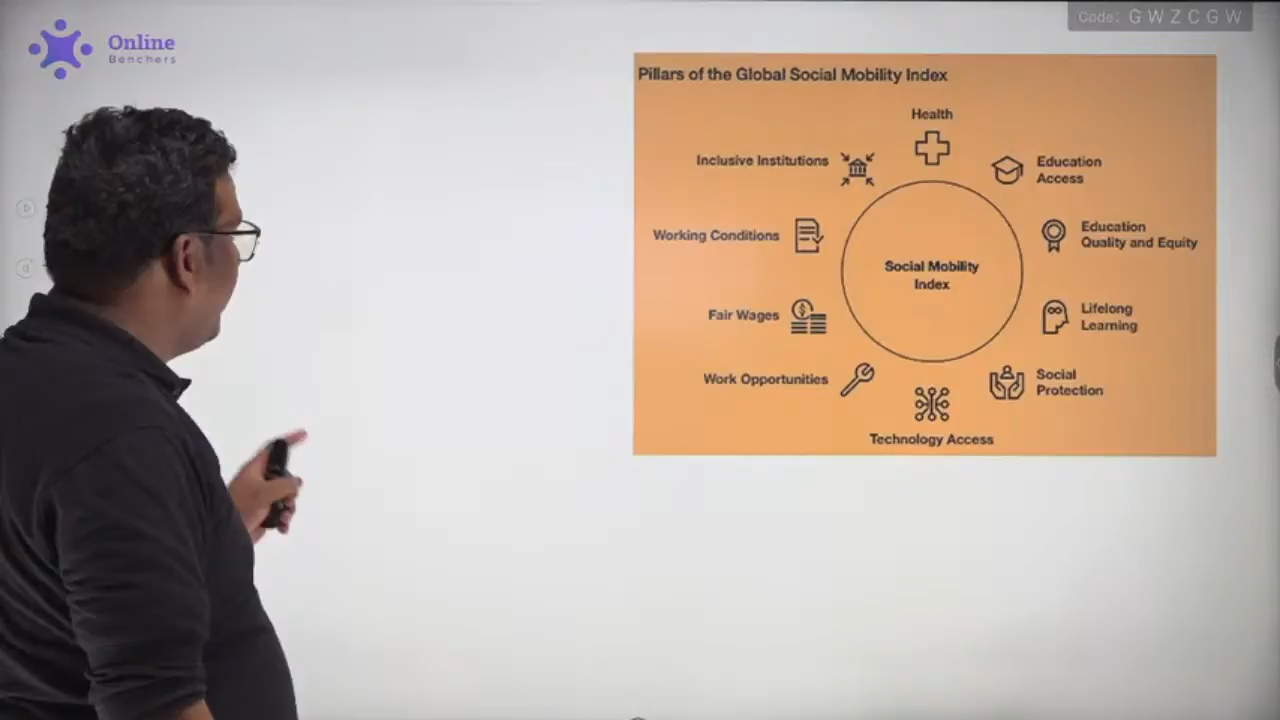 Online
Benchers
Code: G W Z C G W
Pillars of the Global Social Mobility Index
Health
Inclusive Institutions
Education
Access
Working Conditions
Education
Quality and Equity
Social Mobility
Index
Fair Wages
Lifelong
Learning
Work Opportunities
Social
Protection
Technology Access